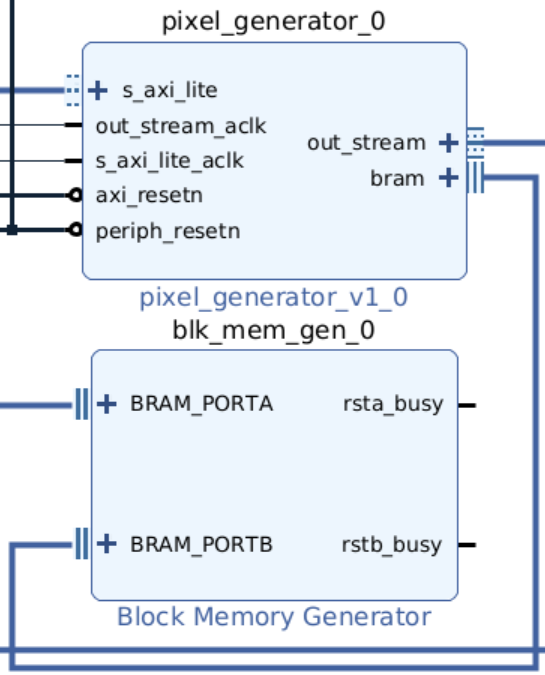 pixel_generator_0
s_axi_lite
out_stream_aclk
s_axi_lite_aclk
axi_resetn
periph_resetn
out_stream
bram
pixel_generator_v1_0
blk_mem_gen_0
BRAM_PORTA
rsta_busy
BRAM_PORTB
rstb_busy
Block Memory Generator